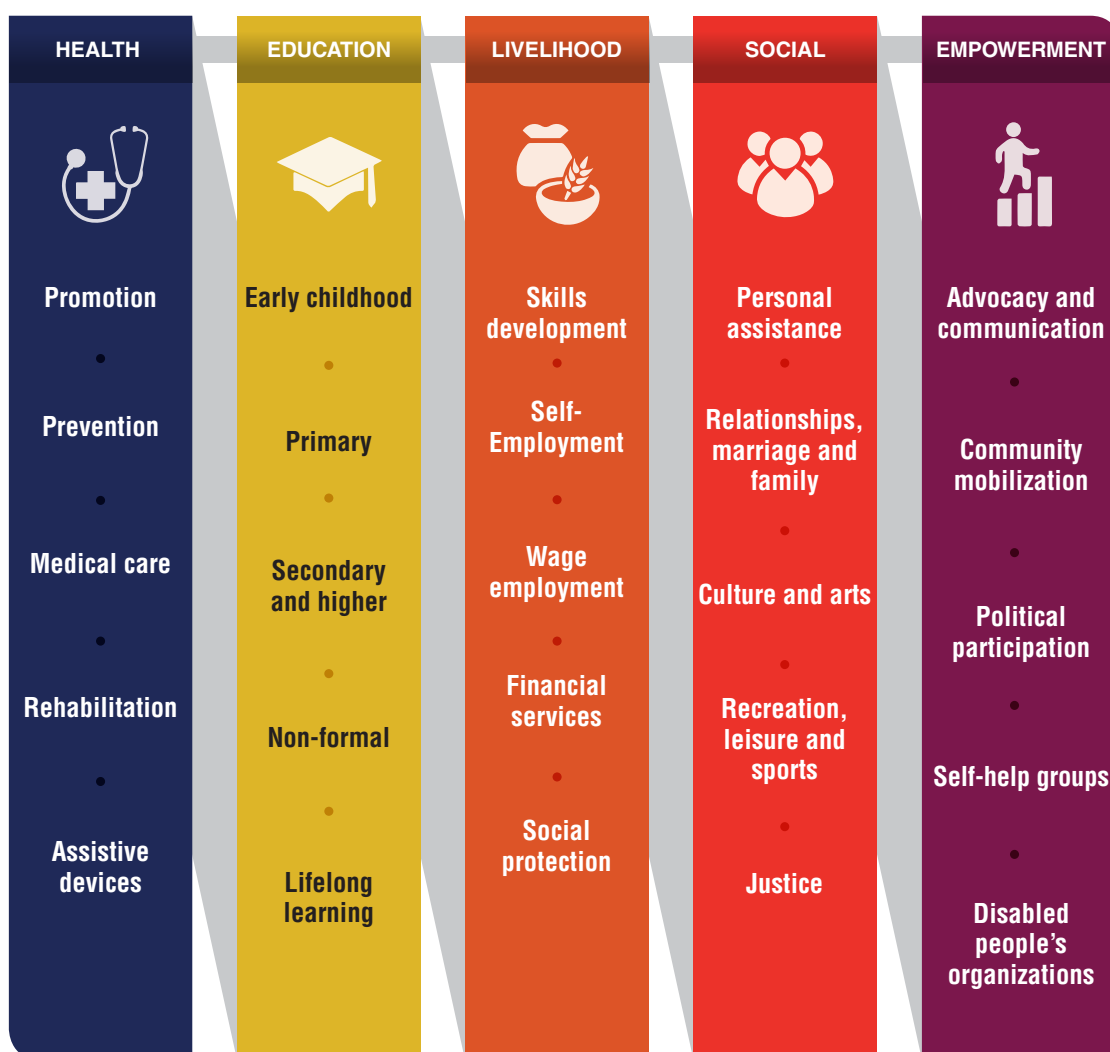 HEALTH
Promotion
Prevention
Medical care
Rehabilitation
Assistive
devices
EDUCATION
Early childhood
Primary
Secondary
and higher
Non-formal
Lifelong
learning
LIVELIHOOD
Skills
development
Self-
Employment
Wage
employment
Financial
services
Social
protection
SOCIAL
Personal
assistance
Relationships,
marriage and
family
Culture and arts
Recreation,
leisure and
sports
Justice
EMPOWERMENT
Advocacy and
communication
Community
mobilization
Political
participation
Self-help groups
Disabled
people’s
organizations